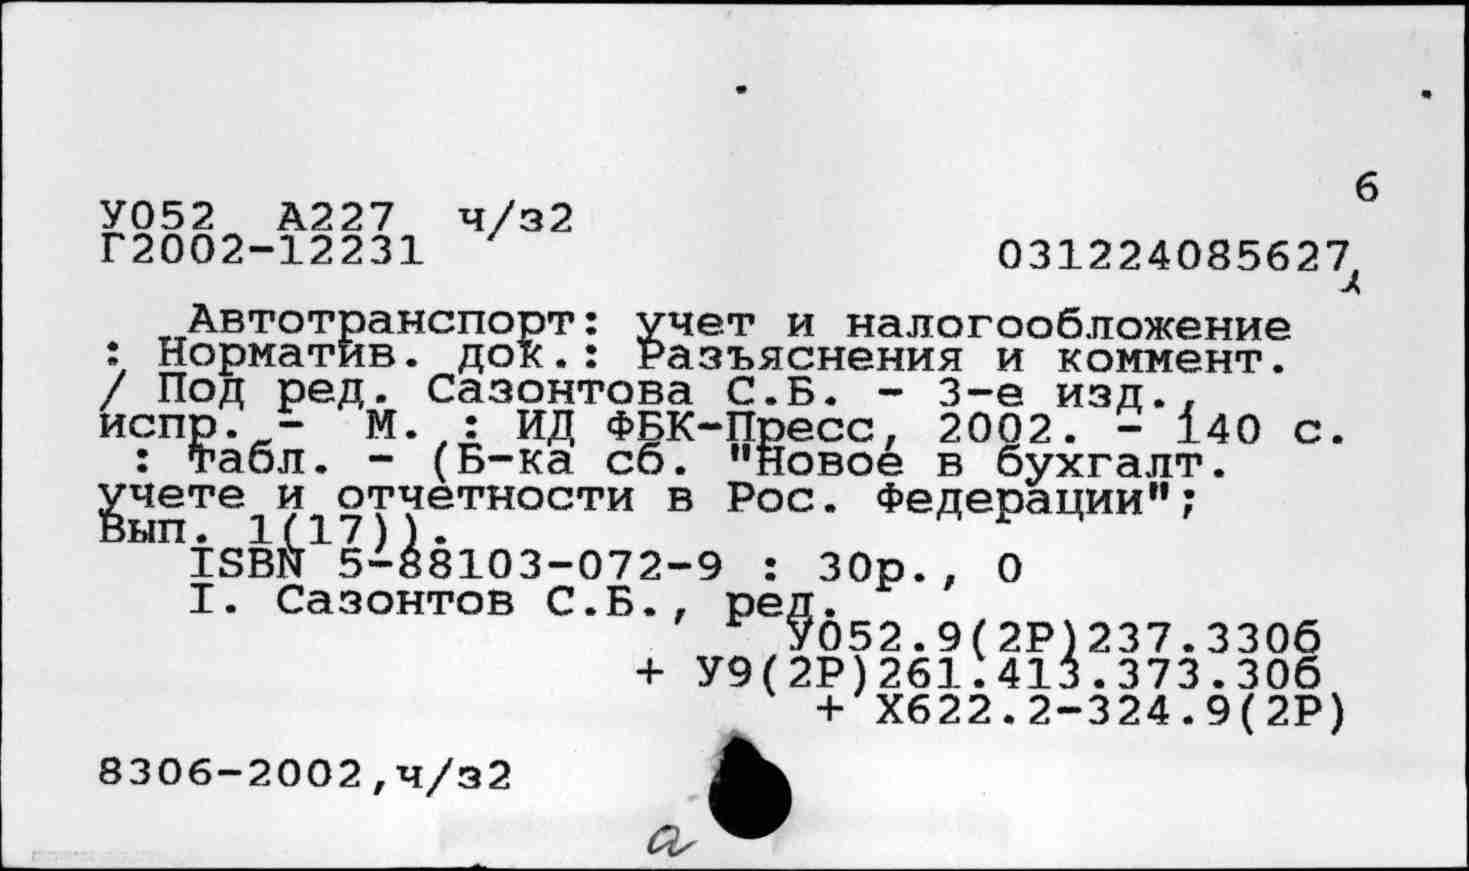 б
У052 А227 ч/з2
Г2002-12231 031224085627
Автотранспорт: учет и налогообложение
: Норматив. док.: Разъяснения и коммент.
/ Под ред. Сазонтова С.Б. - 3-е изд.,
испр. - М. : ИД ФБК-Пресс, 2002. - 140 с.
: табл. - (Б-ка сб. "Новое в бухгалт.
учете и отчетности в Рос. Федерации";
Вып. 1(17)).
ISBN 5-88103-072-9 : 30р., 0
I. Сазонтов С.Б., ред.
У052.9(2Р)237.330б
+ У9(2Р)261.413.373.30б
+ Х622.2-324.9(2Р)
8306-2002,ч/з2
а